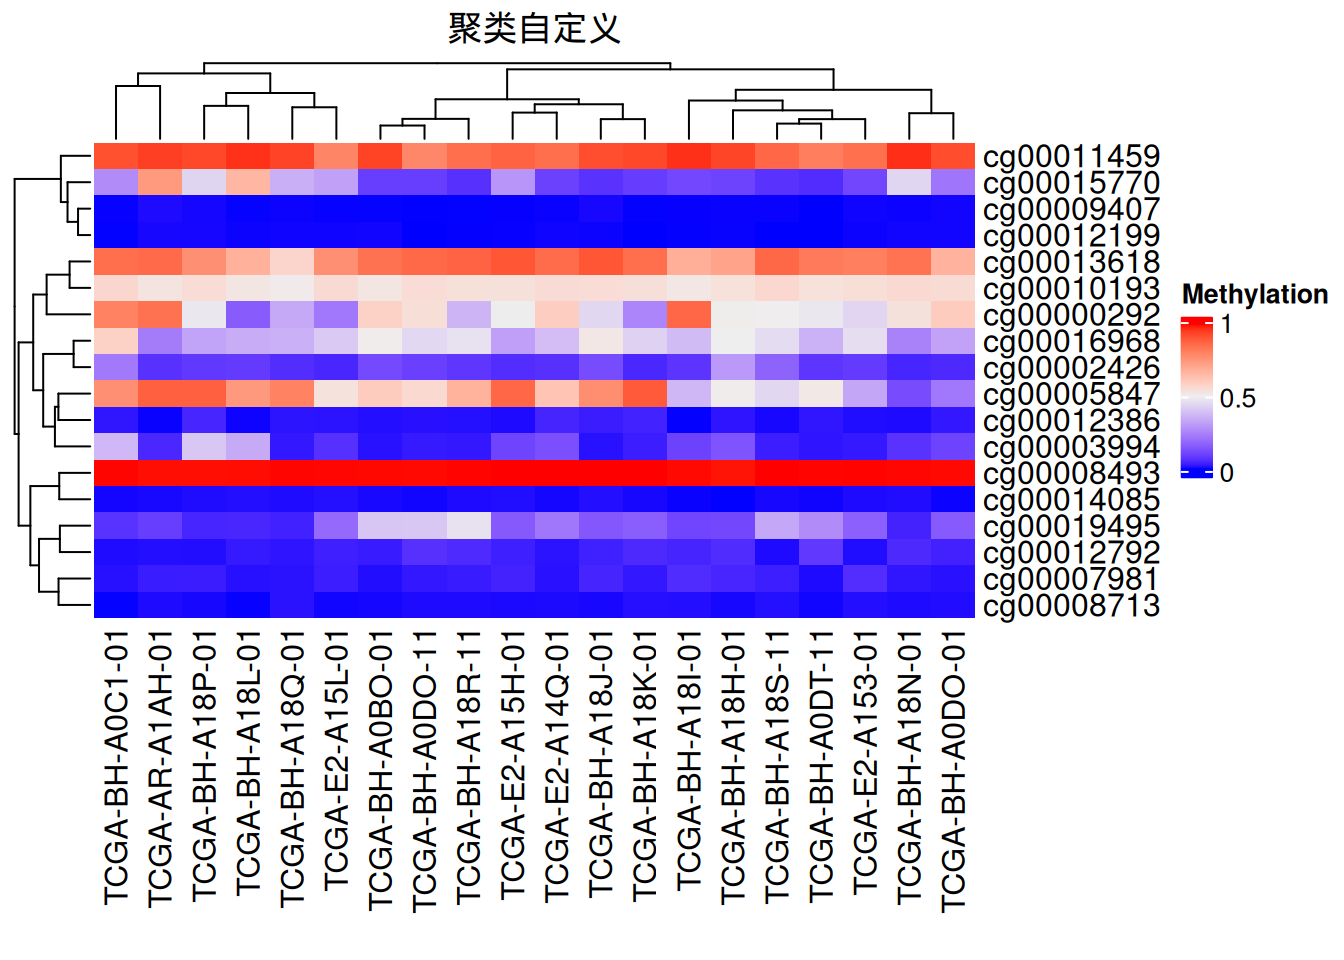 聚类自定义
cg00011459
cg00015770
cg00009407
cg00012199
cg00013618
cg00010193
cg00000292
cg00016968
cg00002426
cg00005847
cg00012386
cg00003994
cg00008493
cg00014085
cg00019495
cg00012792
cg00007981
cg00008713
Methylation
1
0.5
0
TCGA-BH-A0C1-01
TCGA-AR-A1AH-01
TCGA-BH-A18P-01
TCGA-BH-A18L-01
TCGA-BH-A18Q-01
TCGA-E2-A15L-01
TCGA-BH-A0BO-01
TCGA-BH-A0DO-11
TCGA-BH-A18R-11
TCGA-E2-A15H-01
TCGA-E2-A14Q-01
TCGA-BH-A18J-01
TCGA-BH-A18K-01
TCGA-BH-A18I-01
TCGA-BH-A18H-01
TCGA-BH-A18S-11
TCGA-BH-A0DT-11
TCGA-E2-A153-01
TCGA-BH-A18N-01
TCGA-BH-A0DO-01